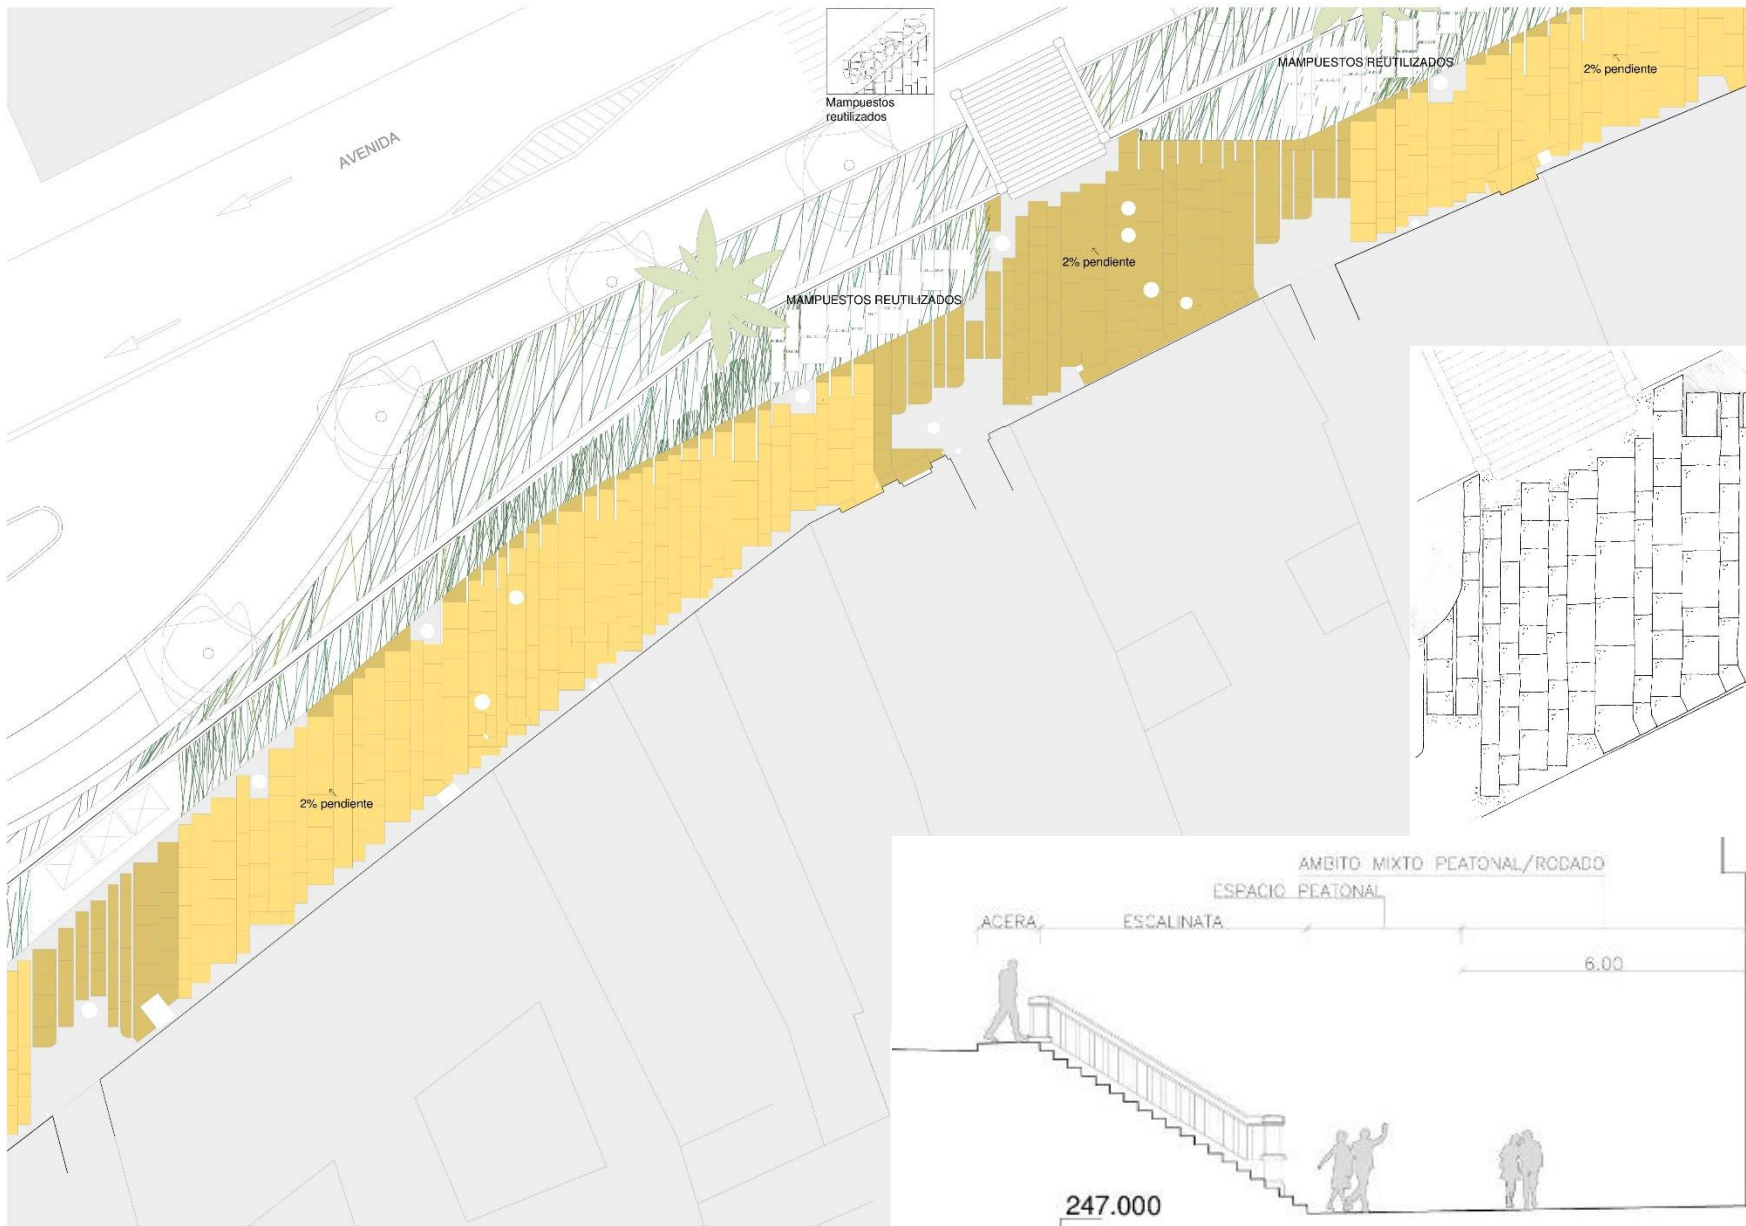 MAMPUESTOS REUTILIZADOS
2% pendiente
Mampuestos
reutilizados
AVENIDA
2% pendiente
MAMPUESTOS REUTILIZADOS
2% pendiente
AMBITO MIXTO PEATONAL/RODADO
ESPACIO PEATONAL
ACERA
ESCALINATA
6.00
247.000